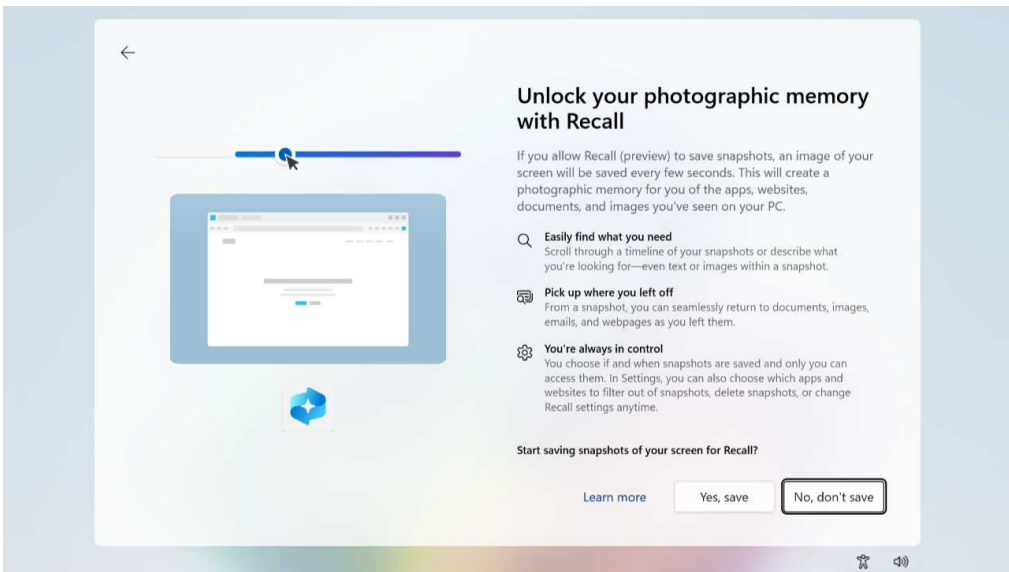 Unlock your photographic memory
with Recall
If you allow Recall (preview) to save snapshots, an image of your
screen will be saved every few seconds. This will create a
photographic memory for you of the apps, websites,
documents, and images you've seen on your PC.
Easily find what you need
Scroll through a timeline of your snapshots or describe what
you're looking for—even text or images within a snapshot.
Pick up where you left off
From a snapshot, you can seamlessly return to documents, images,
emails, and webpages as you left them.
You're always in control
You choose if and when snapshots are saved and only you can
access them. In Settings, you can also choose which apps and
websites to filter out of snapshots, delete snapshots, or change
Recall settings anytime.
Start saving snapshots of your screen for Recall?
Learn more
Yes, save
No, don't save